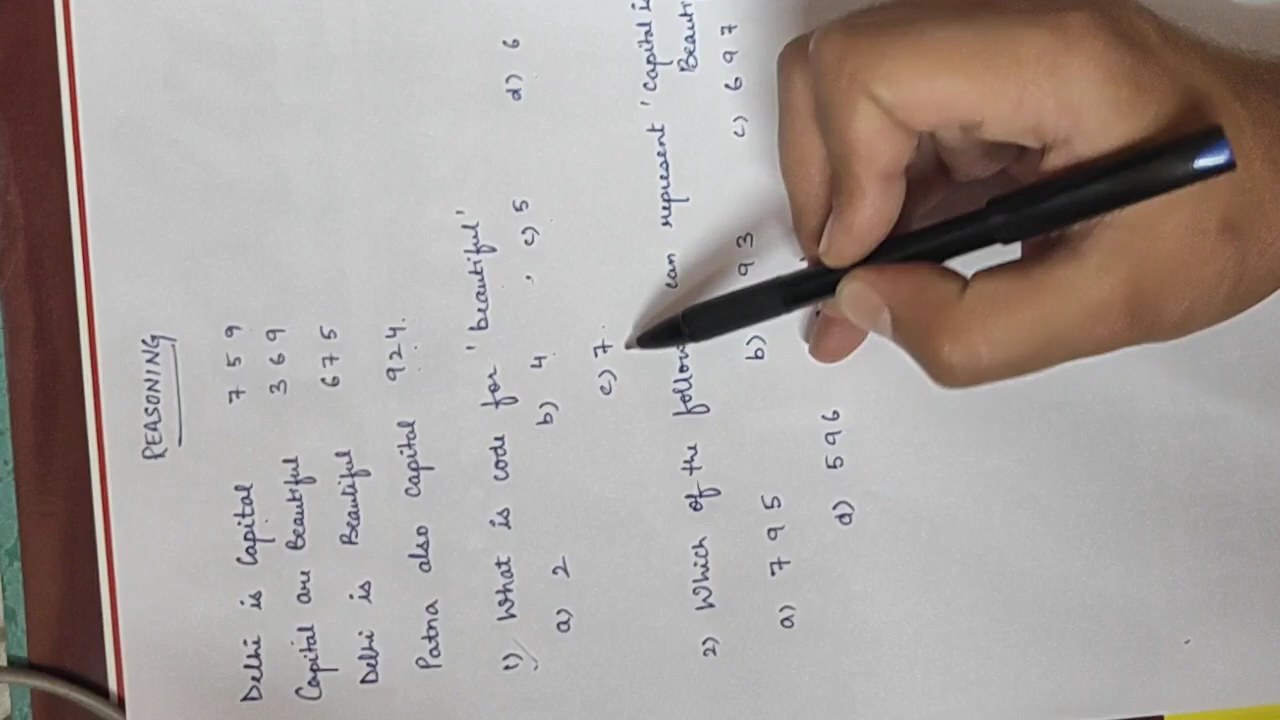 REASONING
Delhi is Capital 7 5 9
Capital are Beautiful 3 6 9
Delhi is Beautiful 6 7 5
Patna also Capital 9 2 4.
1) What is code for 'beautiful'
a) 2 b) 4 c) 5 d) 6
e) 7.
2) Which of the follow can represent 'Capital is
Beauti
a) 7 9 5 b) 9 3 c) 6 9 7
d) 5 9 6